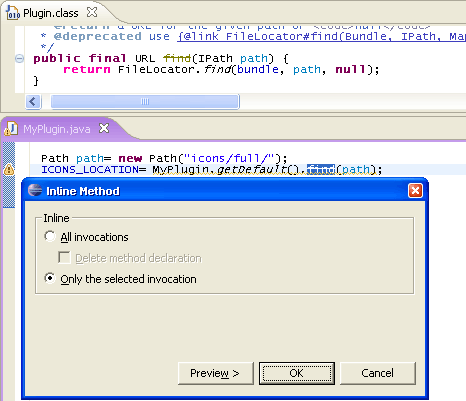 Plugin.class
* @return a URL for the given path or <code>null</code>
* @deprecated use {@link FileLocator#find(Bundle, IPath, Map
*/
public final URL find(IPath path) {
return FileLocator.find(bundle, path, null);
}
MyPlugin.java
Path path= new Path("icons/full/");
ICONS_LOCATION= MyPlugin.getDefault().find(path);
Inline Method
Inline
All invocations
Delete method declaration
Only the selected invocation
Preview >
OK
Cancel